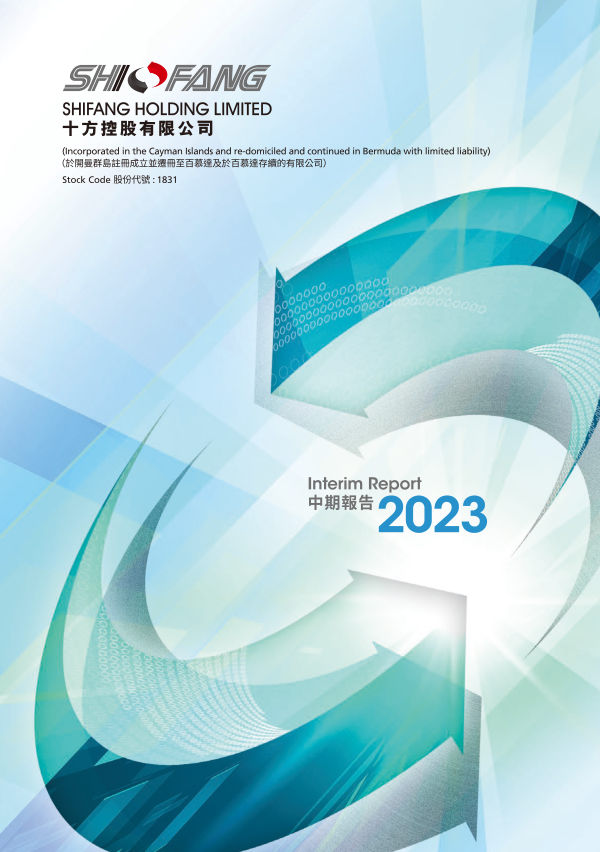 SHIFANG
SHIFANG HOLDING LIMITED
十方控股有限公司
(Incorporated in the Cayman Islands and re-domiciled and continued in Bermuda with limited liability)
（於開曼群島註冊成立並遷冊至百慕達及於百慕達存續的有限公司）
Stock Code 股份代號 : 1831
Interim Report
中期報告 2023